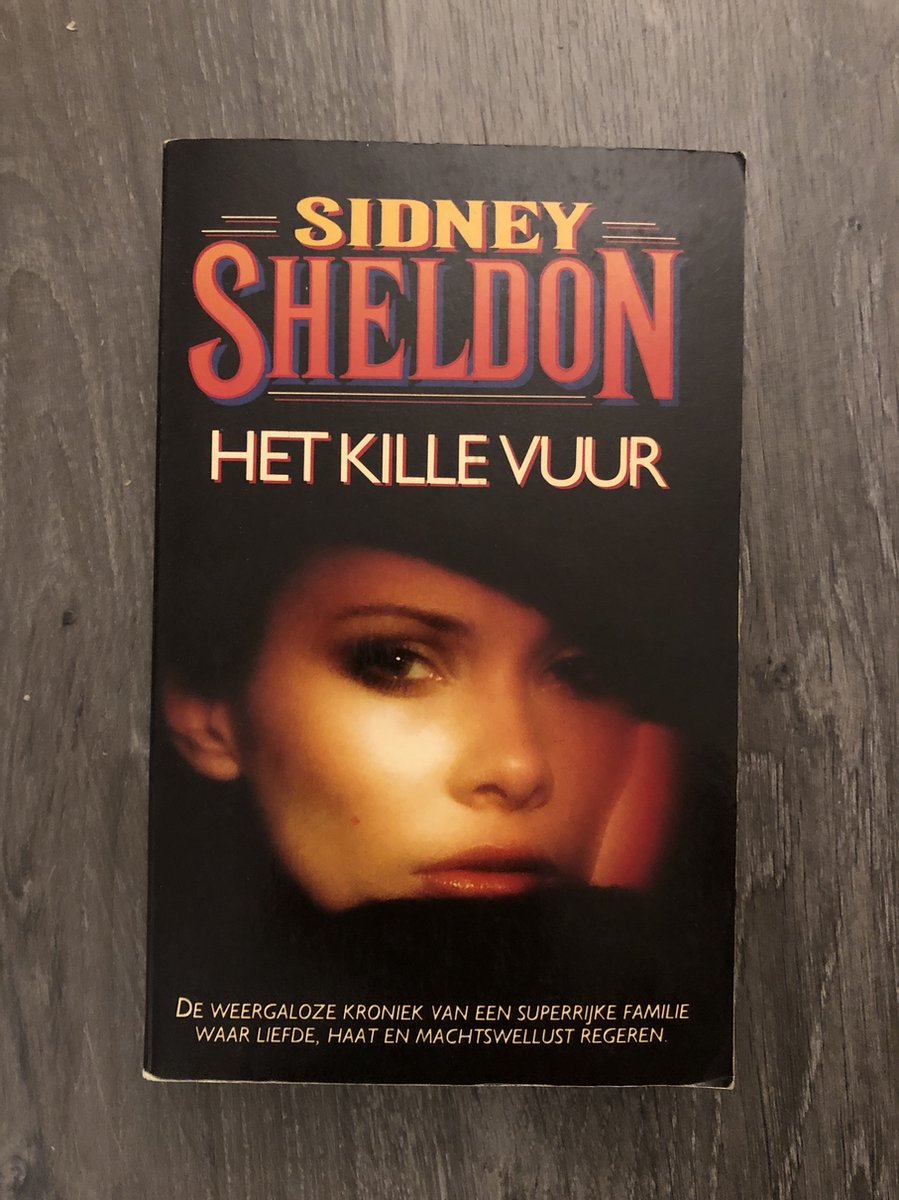 SIDNEY
SHELDON
HET KILLE VUUR
DE WEERGALOZE KRONIEK VAN EEN SUPERRIJKE FAMILIE
WAAR LIEFDE, HAAT EN MACHTSWELLUST REGEREN.